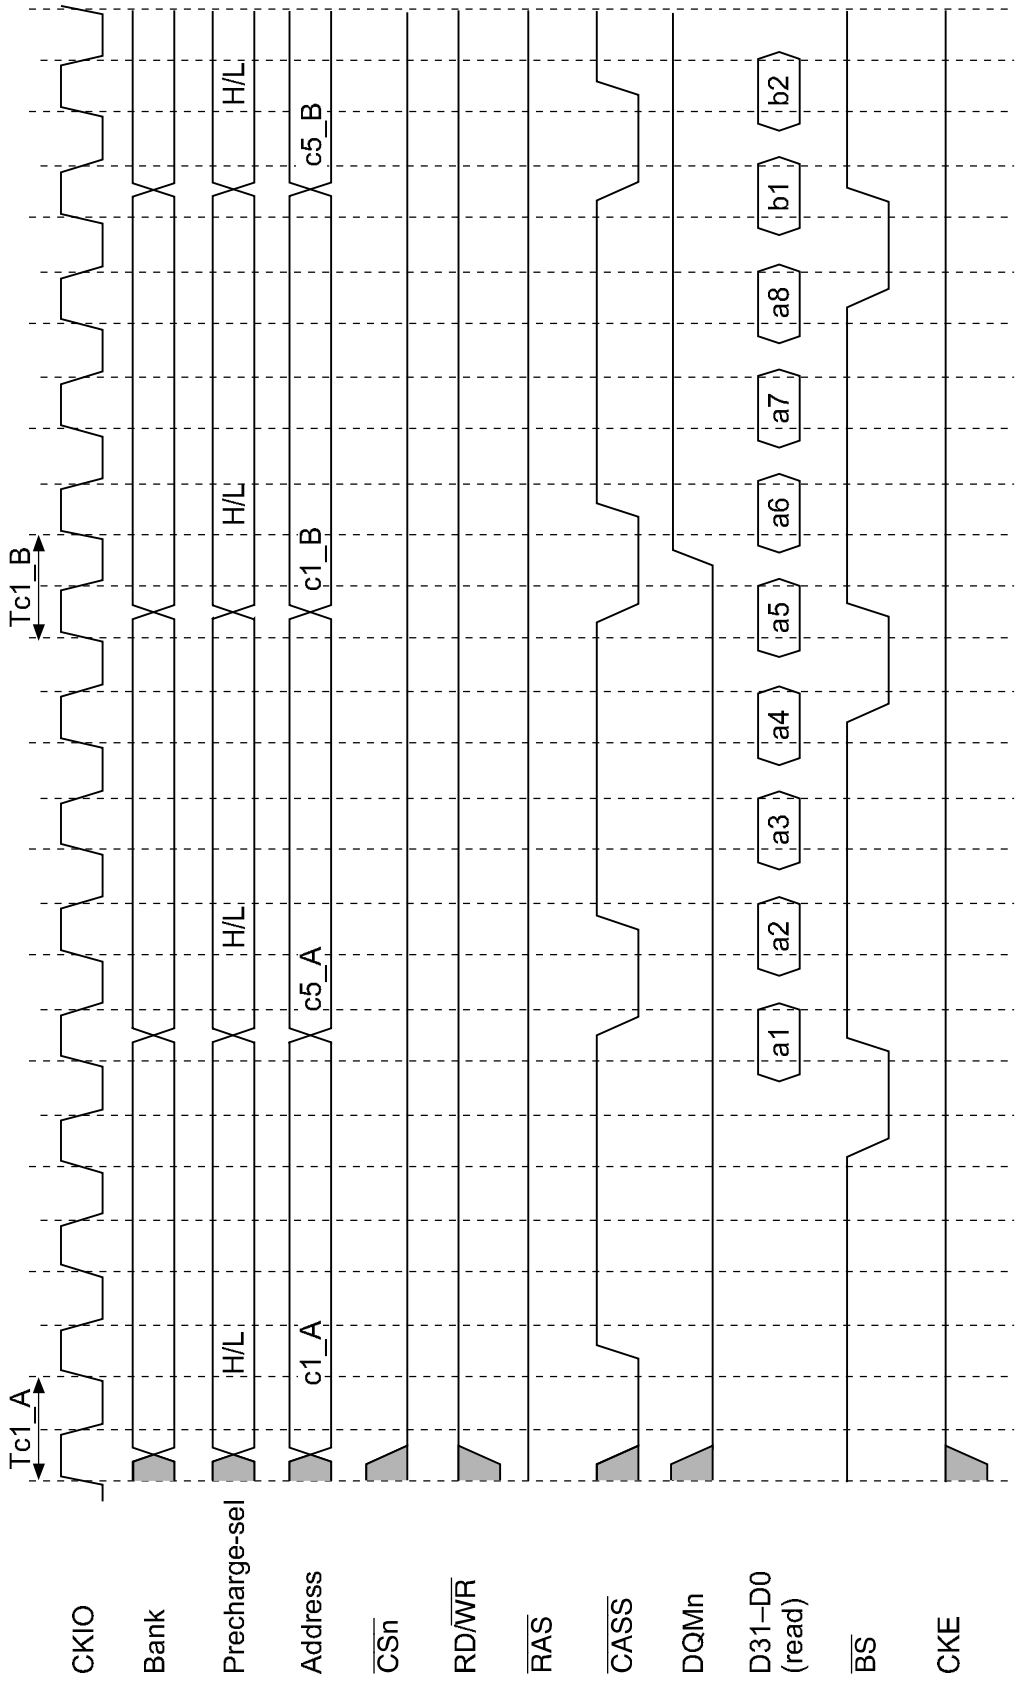 Tc1_A
Tc1_B
CKIO
Bank
Precharge-sel
H/L
H/L
H/L
H/L
Address
c1_A
c5_A
c1_B
c5_B
CSn
RD/WR
RAS
CASS
DQMn
D31–D0
(read)
a1
a2
a3
a4
a5
a6
a7
a8
b1
b2
BS
CKE